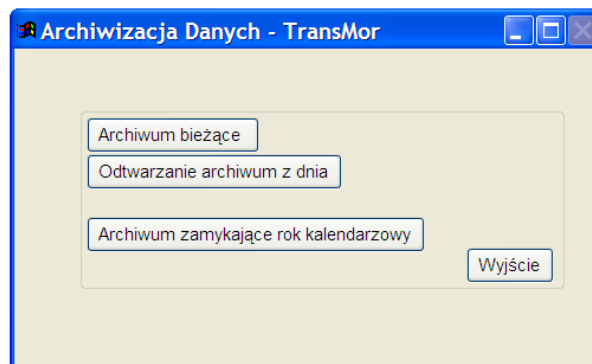 Archiwizacja Danych - TransMor
Archiwum bieżące
Odtwarzanie archiwum z dnia
Archiwum zamykające rok kalendarzowy
Wyjście